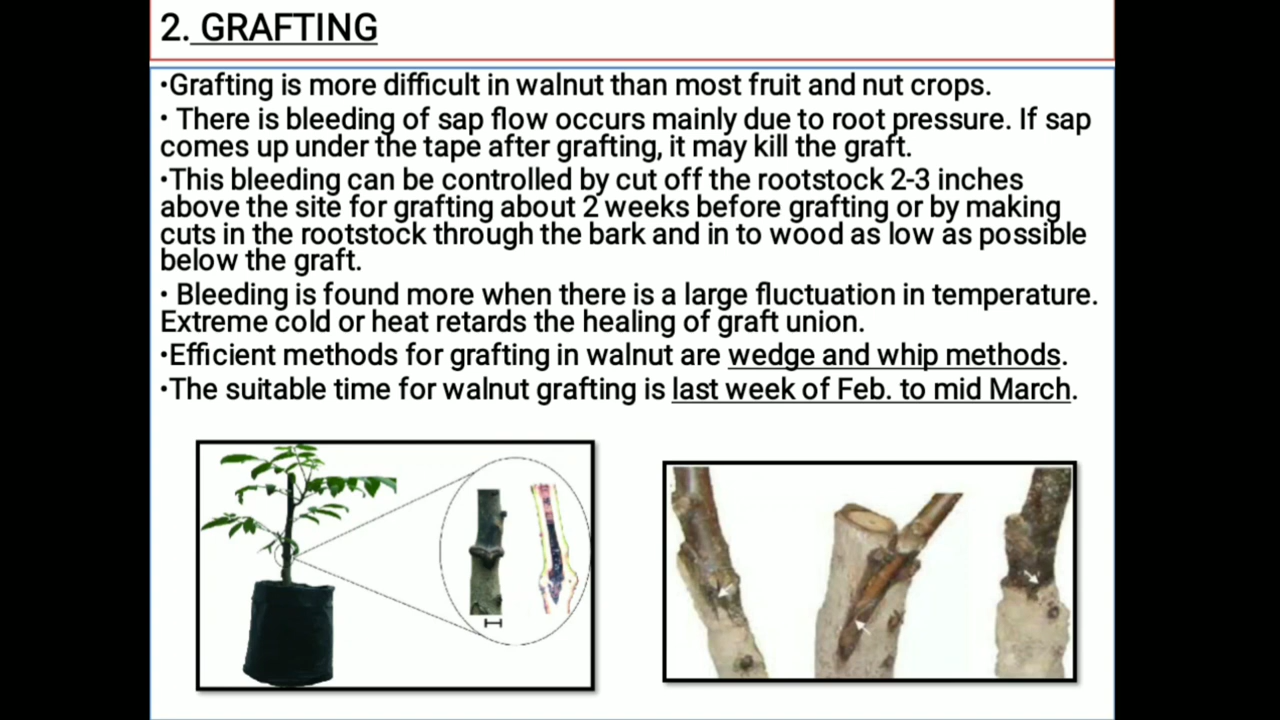 2. GRAFTING
•Grafting is more difficult in walnut than most fruit and nut crops.
• There is bleeding of sap flow occurs mainly due to root pressure. If sap
comes up under the tape after grafting, it may kill the graft.
•This bleeding can be controlled by cut off the rootstock 2-3 inches
above the site for grafting about 2 weeks before grafting or by making
cuts in the rootstock through the bark and in to wood as low as possible
below the graft.
• Bleeding is found more when there is a large fluctuation in temperature.
Extreme cold or heat retards the healing of graft union.
•Efficient methods for grafting in walnut are wedge and whip methods.
•The suitable time for walnut grafting is last week of Feb. to mid March.